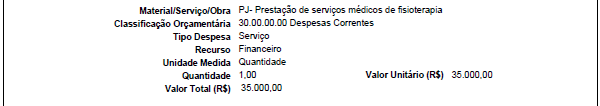 Material/Serviço/Obra PJ- Prestação de serviços médicos de fisioterapia
Classificação Orçamentária 30.00.00.00 Despesas Correntes
Tipo Despesa Serviço
Recurso Financeiro
Unidade Medida Quantidade
Quantidade 1,00 Valor Unitário (R$) 35.000,00
Valor Total (R$) 35.000,00